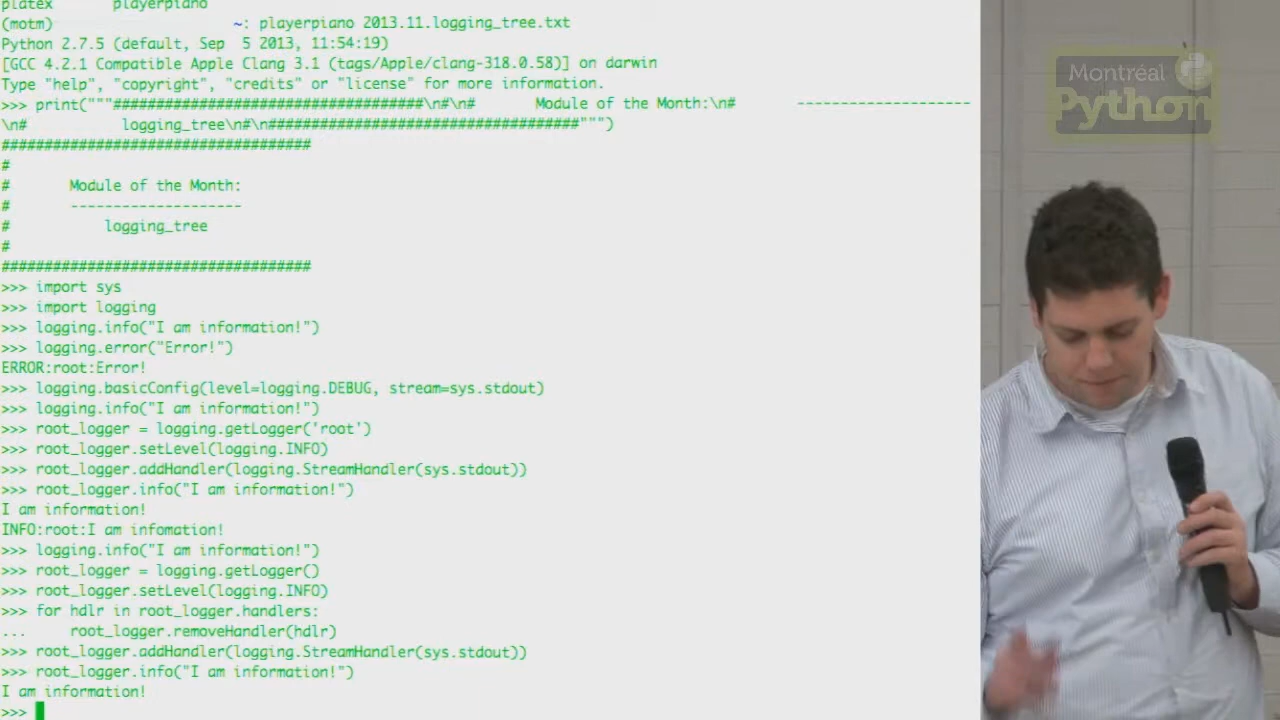 platex       playerpiano
(motm)                     ~: playerpiano 2013.11.logging_tree.txt
Python 2.7.5 (default, Sep  5 2013, 11:54:19)
[GCC 4.2.1 Compatible Apple Clang 3.1 (tags/Apple/clang-318.0.58)] on darwin
Type "help", "copyright", "credits" or "license" for more information.
>>> print("""####################################\n#\n#       Module of the Month:\n#       --------------------
\n#           logging_tree\n#\n####################################""")
####################################
#
#       Module of the Month:
#       --------------------
#           logging_tree
#
####################################
>>> import sys
>>> import logging
>>> logging.info("I am information!")
>>> logging.error("Error!")
ERROR:root:Error!
>>> logging.basicConfig(level=logging.DEBUG, stream=sys.stdout)
>>> logging.info("I am information!")
>>> root_logger = logging.getLogger('root')
>>> root_logger.setLevel(logging.INFO)
>>> root_logger.addHandler(logging.StreamHandler(sys.stdout))
>>> root_logger.info("I am information!")
I am information!
INFO:root:I am infomation!
>>> logging.info("I am information!")
>>> root_logger = logging.getLogger()
>>> root_logger.setLevel(logging.INFO)
>>> for hdlr in root_logger.handlers:
...     root_logger.removeHandler(hdlr)
>>> root_logger.addHandler(logging.StreamHandler(sys.stdout))
>>> root_logger.info("I am information!")
I am information!
>>>
Montréal
Python